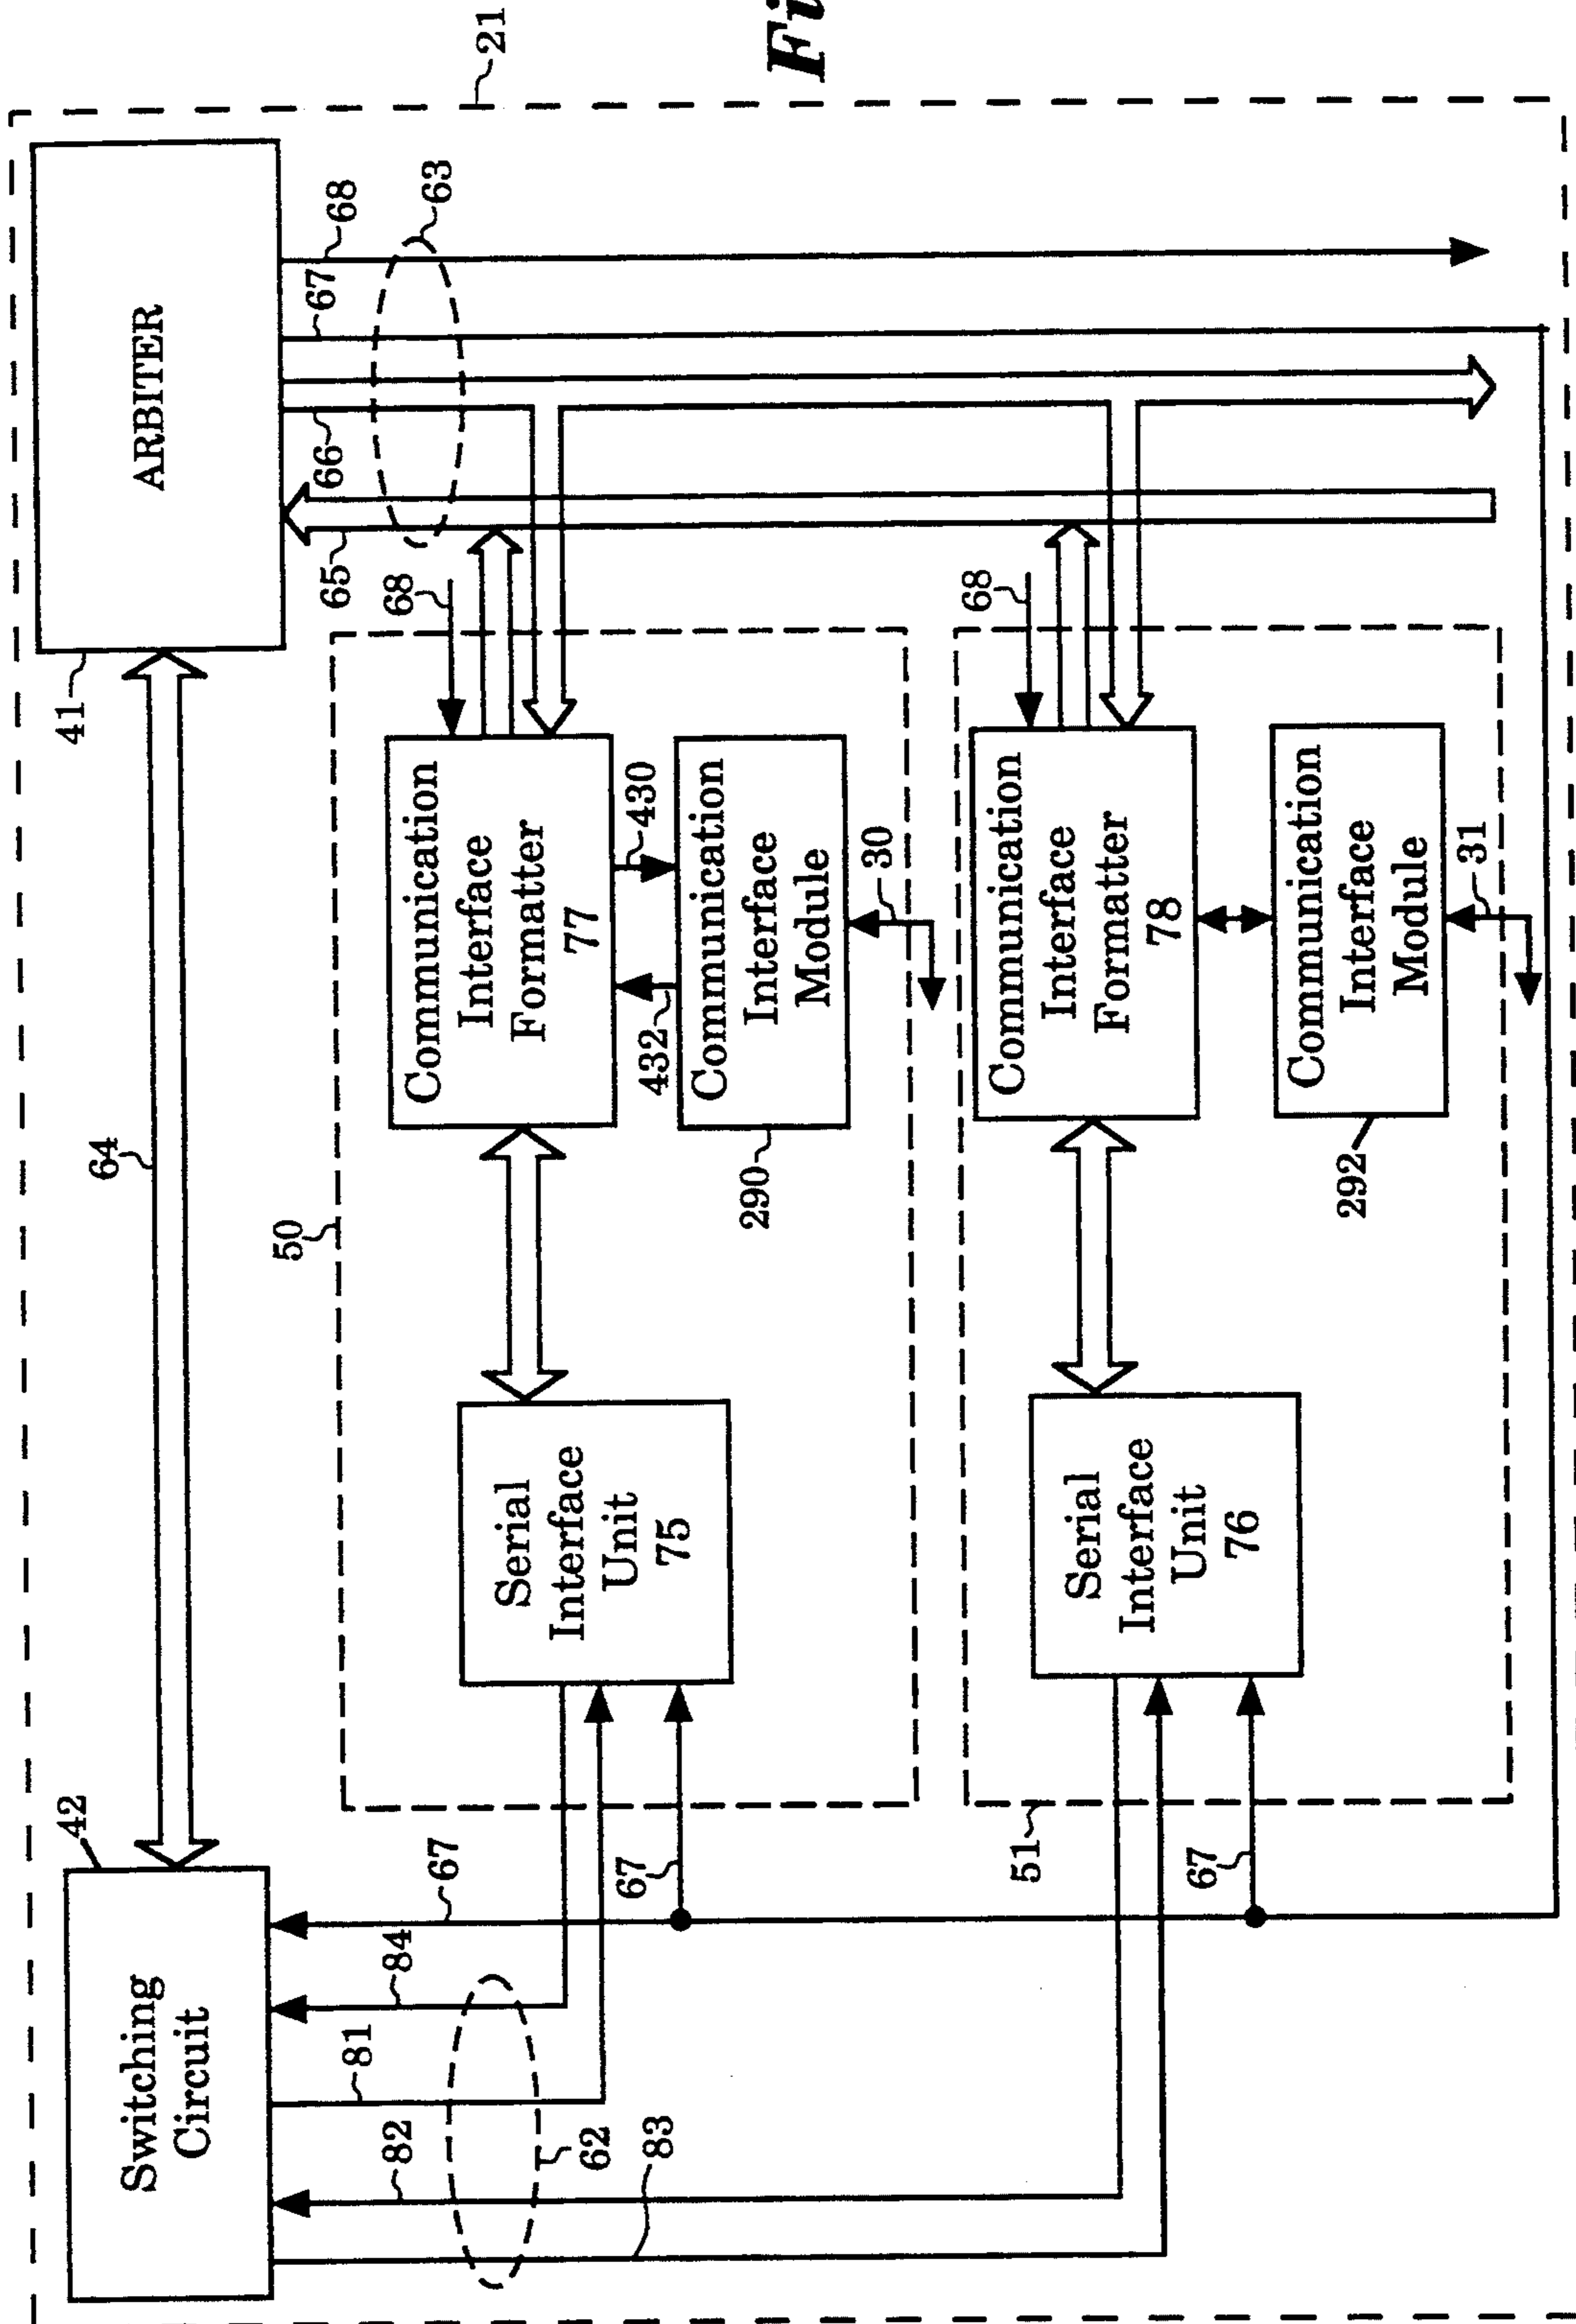 64
42
Switching
Circuit
41
ARBITER
82
81
84
67
50
65
66
67
68
68
63
62
83
67
Serial
Interface
Unit
75
Communication
Interface
Formatter
77
432
430
290
Communication
Interface
Module
30
21
51
67
68
Serial
Interface
Unit
76
Communication
Interface
Formatter
78
292
Communication
Interface
Module
31
Fi